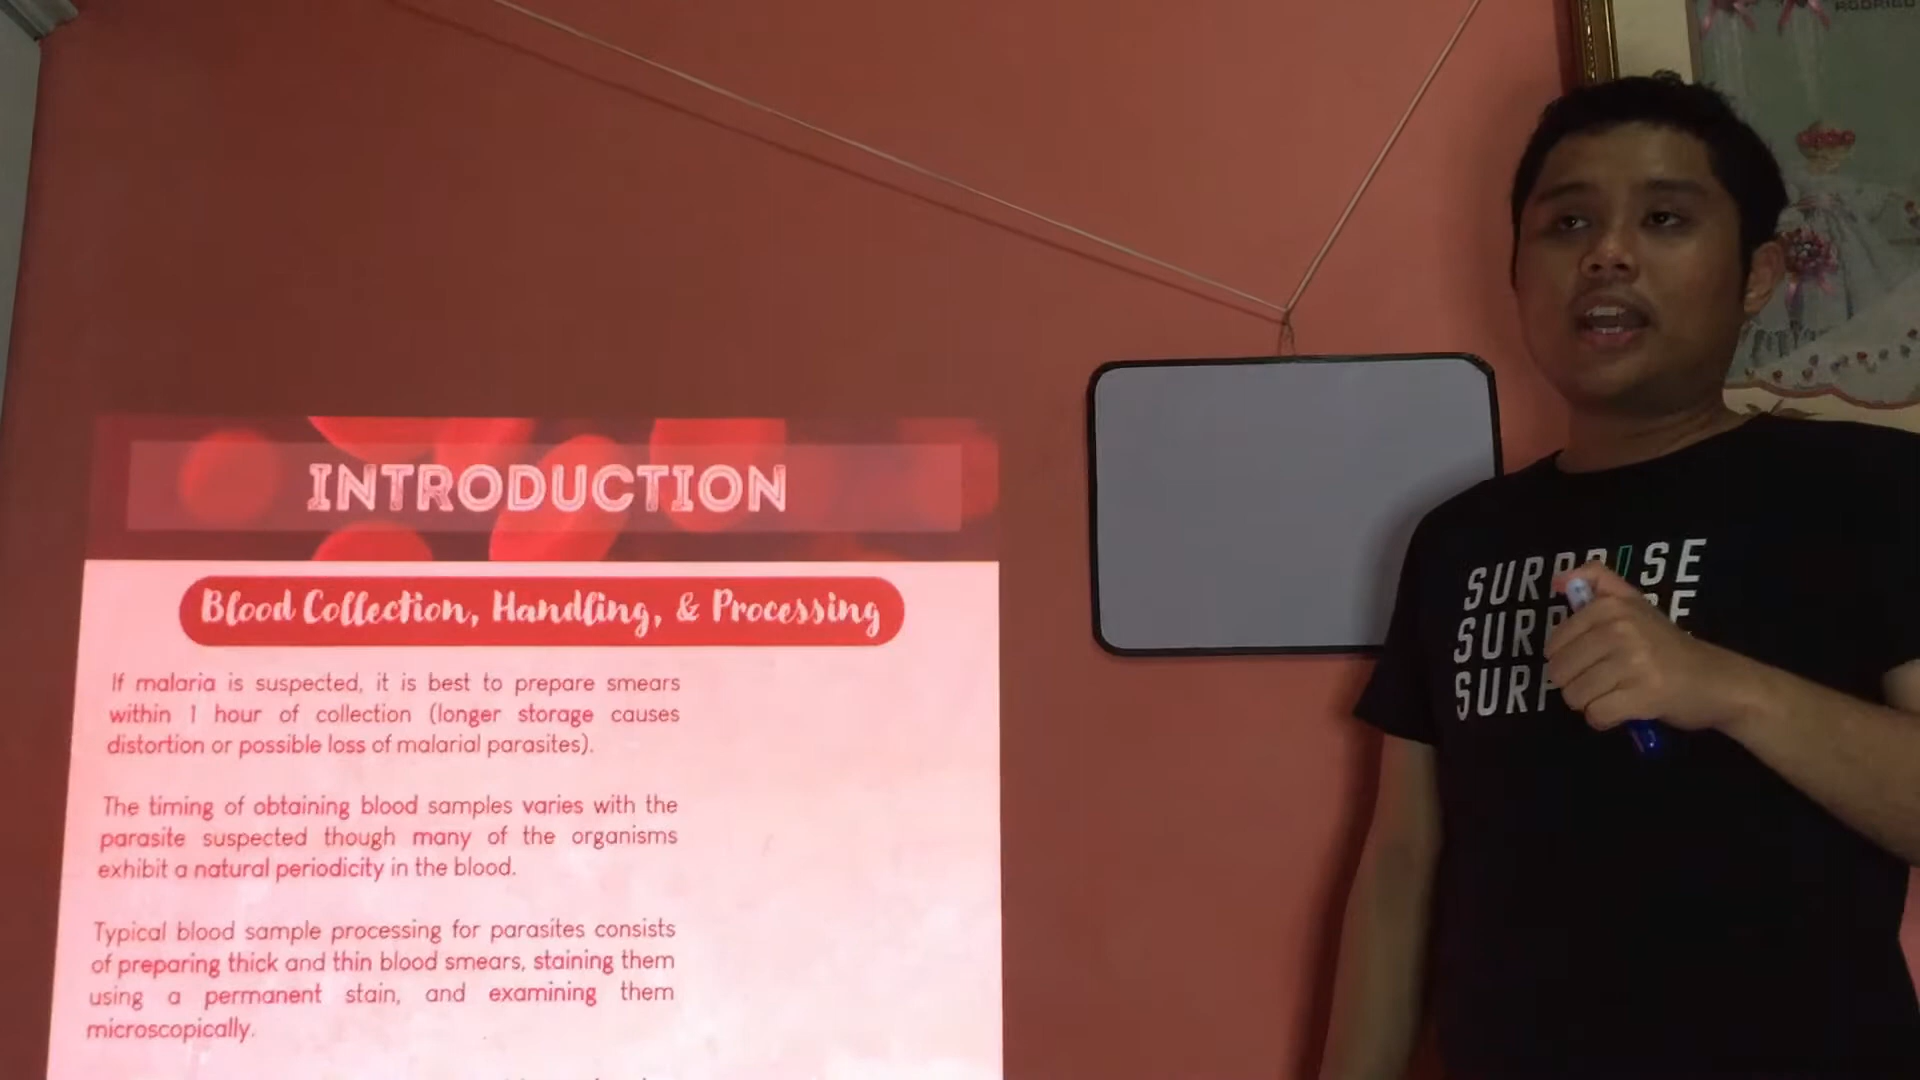 RODRIGO
INTRODUCTION
Blood Collection, Handling, & Processing
If malaria is suspected, it is best to prepare smears
within 1 hour of collection (longer storage causes
distortion or possible loss of malarial parasites).
The timing of obtaining blood samples varies with the
parasite suspected though many of the organisms
exhibit a natural periodicity in the blood.
Typical blood sample processing for parasites consists
of preparing thick and thin blood smears, staining them
using a permanent stain, and examining them
microscopically.
SURPRISE